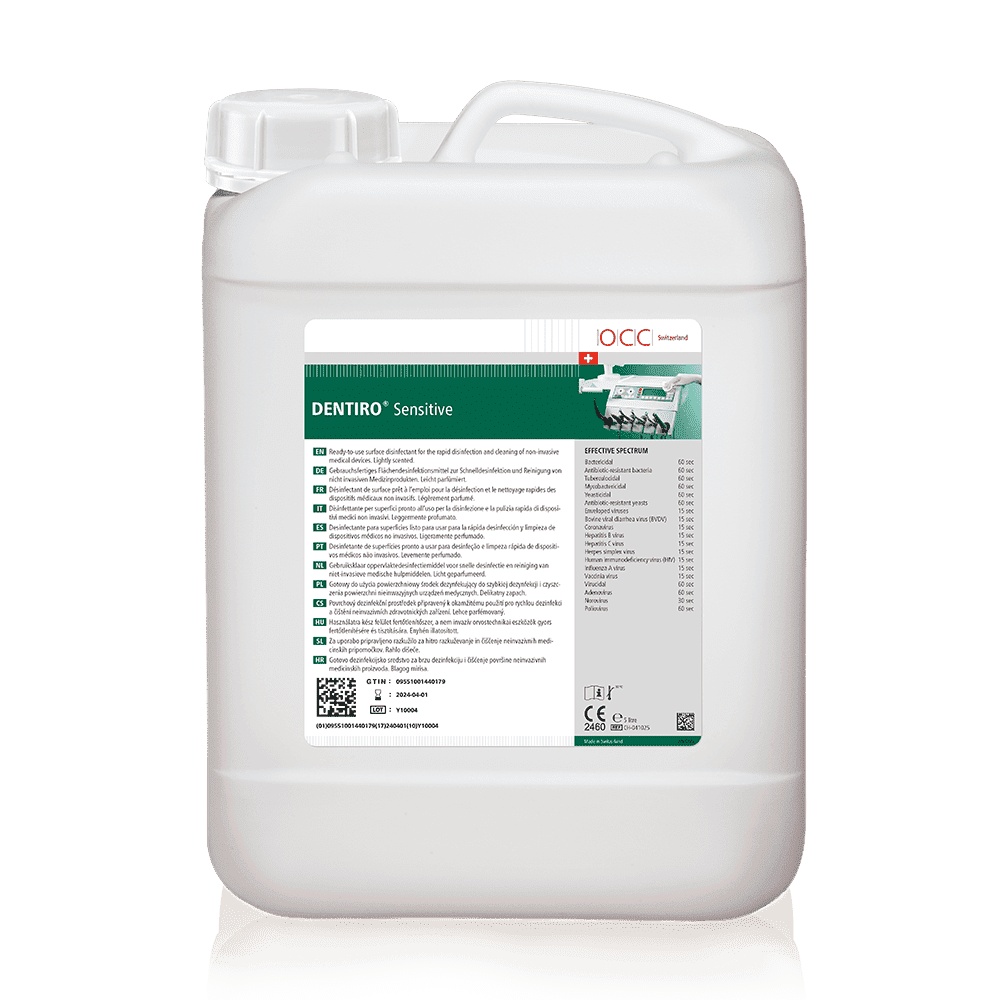 OCC Switzerland
DENTIRO® Sensitive
EN Ready-to-use surface disinfectant for the rapid disinfection and cleaning of non-invasive
medical devices. Lightly scented.
DE Gebrauchsfertiges Flächendesinfektionsmittel zur Schnelldesinfektion und Reinigung von
nicht invasiven Medizinprodukten. Leicht parfümiert.
FR Désinfectant de surface prêt à l'emploi pour la désinfection et le nettoyage rapides des
dispositifs médicaux non invasifs. Légèrement parfumé.
IT Disinfettante per superfici pronto all'uso per la disinfezione e la pulizia rapida di disposi-
tivi medici non invasivi. Leggermente profumato.
ES Desinfectante para superficies listo para usar para la rápida desinfección y limpieza de
dispositivos médicos no invasivos. Ligeramente perfumado.
PT Desinfetante de superfícies pronto a usar para desinfeção e limpeza rápida de dispositi-
vos médicos não invasivos. Levemente perfumado.
NL Gebruiksklaar oppervlaktedesinfectiemiddel voor snelle desinfectie en reiniging van
niet-invasieve medische hulpmiddelen. Licht geparfumeerd.
PL Gotowy do użycia powierzchniowy środek dezynfekujący do szybkiej dezynfekcji i czysz-
czenia powierzchni nieinwazyjnych urządzeń medycznych. Delikatny zapach.
CS Povrchový dezinfekční prostředek připravený k okamžitému použití pro rychlou dezinfekci
a čištění neinvazivních zdravotnických zařízení. Lehce parfémovaný.
HU Használatra kész felület fertőtlenítőszer, a nem invazív orvostechnikai eszközök gyors
fertőtlenítésére és tisztítására. Enyhén illatosított.
SL Za uporabo pripravljeno razkužilo za hitro razkuževanje in čiščenje neinvazivnih medi-
cinskih pripomočkov. Rahlo dišeče.
HR Gotovo dezinfekcijsko sredstvo za brzu dezinfekciju i čišćenje površine neinvazivnih
medicinskih proizvoda. Blagog mirisa.
GTIN : 09551001440179
: 2024-04-01
LOT : Y10004
(01)09551001440179(17)240401(10)Y10004
EFFECTIVE SPECTRUM
Bactericidal 60 sec
Antibiotic-resistant bacteria 60 sec
Tuberculocidal 60 sec
Mycobactericidal 60 sec
Yeasticidal 60 sec
Antibiotic-resistant yeasts 60 sec
Enveloped viruses 15 sec
Bovine viral diarrhea virus (BVDV) 15 sec
Coronavirus 15 sec
Hepatitis B virus 15 sec
Hepatitis C virus 15 sec
Herpes simplex virus 15 sec
Human immunodeficiency virus (HIV) 15 sec
Influenza A virus 15 sec
Vaccinia virus 15 sec
Virucidal 60 sec
Adenovirus 60 sec
Norovirus 30 sec
Poliovirus 60 sec
CE ℮ 5 litre
2460 REF CH-041025
Made in Switzerland